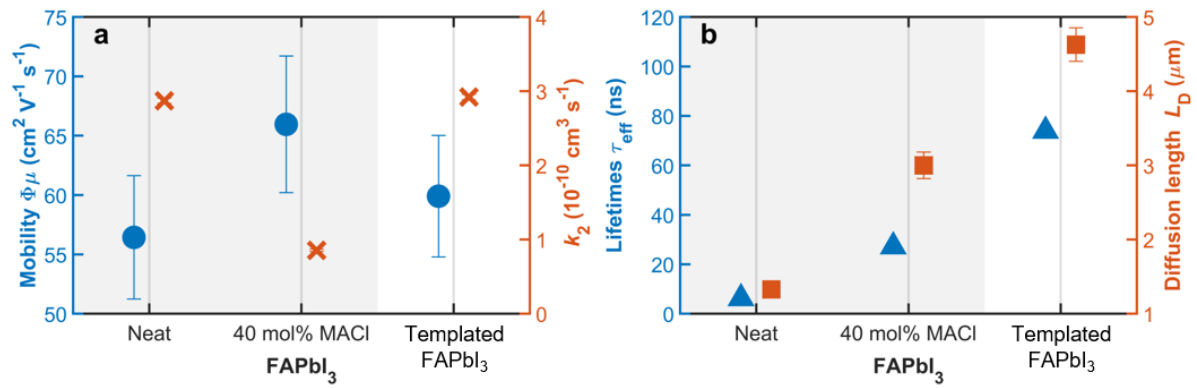 a
Mobility Φμ (cm² V⁻¹ s⁻¹)
75
70
65
60
55
50
4
3
2
1
0
k₂ (10⁻¹⁰ cm³ s⁻¹)
Neat
40 mol% MACl
Templated
FAPbI₃
FAPbI₃
b
Lifetimes τeff (ns)
120
100
80
60
40
20
0
5
4
3
2
1
Diffusion length L_D (μm)
Neat
40 mol% MACl
Templated
FAPbI₃
FAPbI₃